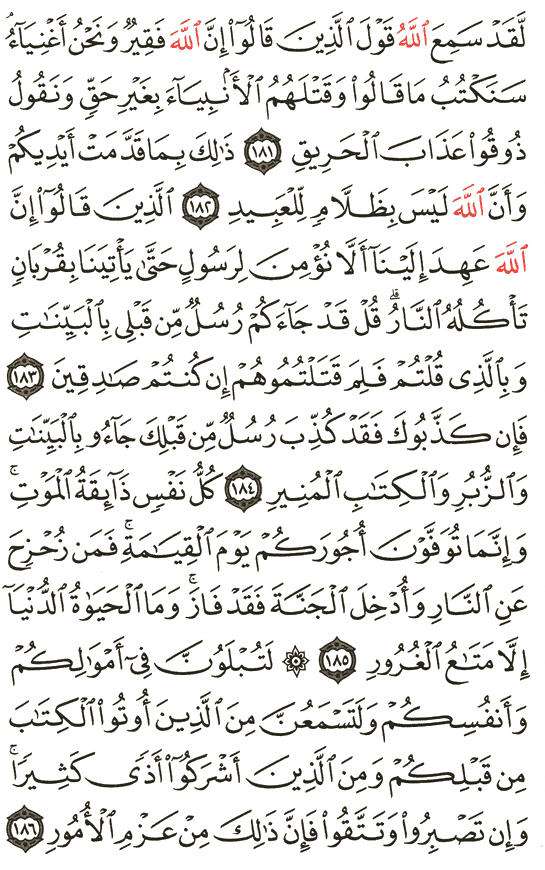 لَّقَدْ سَمِعَ ٱللَّهُ قَوْلَ ٱلَّذِينَ قَالُوٓا۟ إِنَّ ٱللَّهَ فَقِيرٌ وَنَحْنُ أَغْنِيَآءُ ۘ
سَنَكْتُبُ مَا قَالُوا۟ وَقَتْلَهُمُ ٱلْأَنۢبِيَآءَ بِغَيْرِ حَقٍّ وَنَقُولُ
ذُوقُوا۟ عَذَابَ ٱلْحَرِيقِ ١٨١ ذَٰلِكَ بِمَا قَدَّمَتْ أَيْدِيكُمْ
وَأَنَّ ٱللَّهَ لَيْسَ بِظَلَّامٍ لِّلْعَبِيدِ ١٨٢ ٱلَّذِينَ قَالُوٓا۟ إِنَّ
ٱللَّهَ عَهِدَ إِلَيْنَآ أَلَّا نُؤْمِنَ لِرَسُولٍ حَتَّىٰ يَأْتِيَنَا بِقُرْبَانٍ
تَأْكُلُهُ ٱلنَّارُ ۗ قُلْ قَدْ جَآءَكُمْ رُسُلٌ مِّن قَبْلِى بِٱلْبَيِّنَٰتِ
وَبِٱلَّذِى قُلْتُمْ فَلِمَ قَتَلْتُمُوهُمْ إِن كُنتُمْ صَٰدِقِينَ ١٨٣
فَإِن كَذَّبُوكَ فَقَدْ كُذِّبَ رُسُلٌ مِّن قَبْلِكَ جَآءُو بِٱلْبَيِّنَٰتِ
وَٱلزُّبُرِ وَٱلْكِتَٰبِ ٱلْمُنِيرِ ١٨٤ كُلُّ نَفْسٍ ذَآئِقَةُ ٱلْمَوْتِ ۗ
وَإِنَّمَا تُوَفَّوْنَ أُجُورَكُمْ يَوْمَ ٱلْقِيَٰمَةِ ۖ فَمَن زُحْزِحَ
عَنِ ٱلنَّارِ وَأُدْخِلَ ٱلْجَنَّةَ فَقَدْ فَازَ ۗ وَمَا ٱلْحَيَوٰةُ ٱلدُّنْيَآ
إِلَّا مَتَٰعُ ٱلْغُرُورِ ١٨٥ ۞ لَتُبْلَوُنَّ فِىٓ أَمْوَٰلِكُمْ
وَأَنفُسِكُمْ وَلَتَسْمَعُنَّ مِنَ ٱلَّذِينَ أُوتُوا۟ ٱلْكِتَٰبَ
مِن قَبْلِكُمْ وَمِنَ ٱلَّذِينَ أَشْرَكُوٓا۟ أَذًى كَثِيرًا ۚ
وَإِن تَصْبِرُوا۟ وَتَتَّقُوا۟ فَإِنَّ ذَٰلِكَ مِنْ عَزْمِ ٱلْأُمُورِ ١٨٦